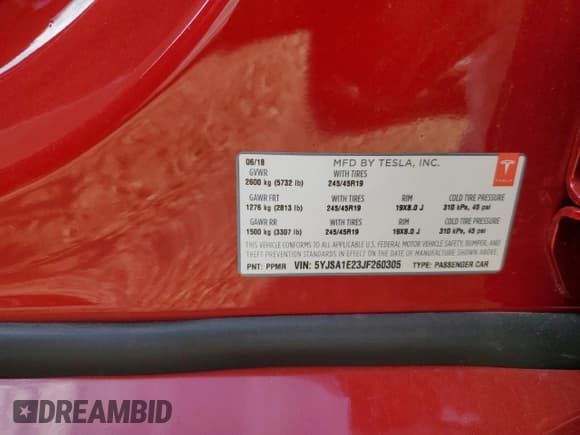 06/18 MFD BY TESLA, INC.
GVWR WITH TIRES
2600 kg (5732 lb) 245/45R19
TESLA
GAWR FRT WITH TIRES RIM COLD TIRE PRESSURE
1276 kg (2813 lb) 245/45R19 19X8.0 J 310 kPa, 45 psi
GAWR RR WITH TIRES RIM COLD TIRE PRESSURE
1500 kg (3307 lb) 245/45R19 19X8.0 J 310 kPa, 45 psi
THIS VEHICLE CONFORMS TO ALL APPLICABLE U.S. FEDERAL MOTOR VEHICLE SAFETY, BUMPER, AND
THEFT PREVENTION STANDARDS IN EFFECT ON THE DATE OF MANUFACTURE SHOWN ABOVE.
PNT: PPMR VIN: 5YJSA1E23JF260305 TYPE: PASSENGER CAR
DREAMBID